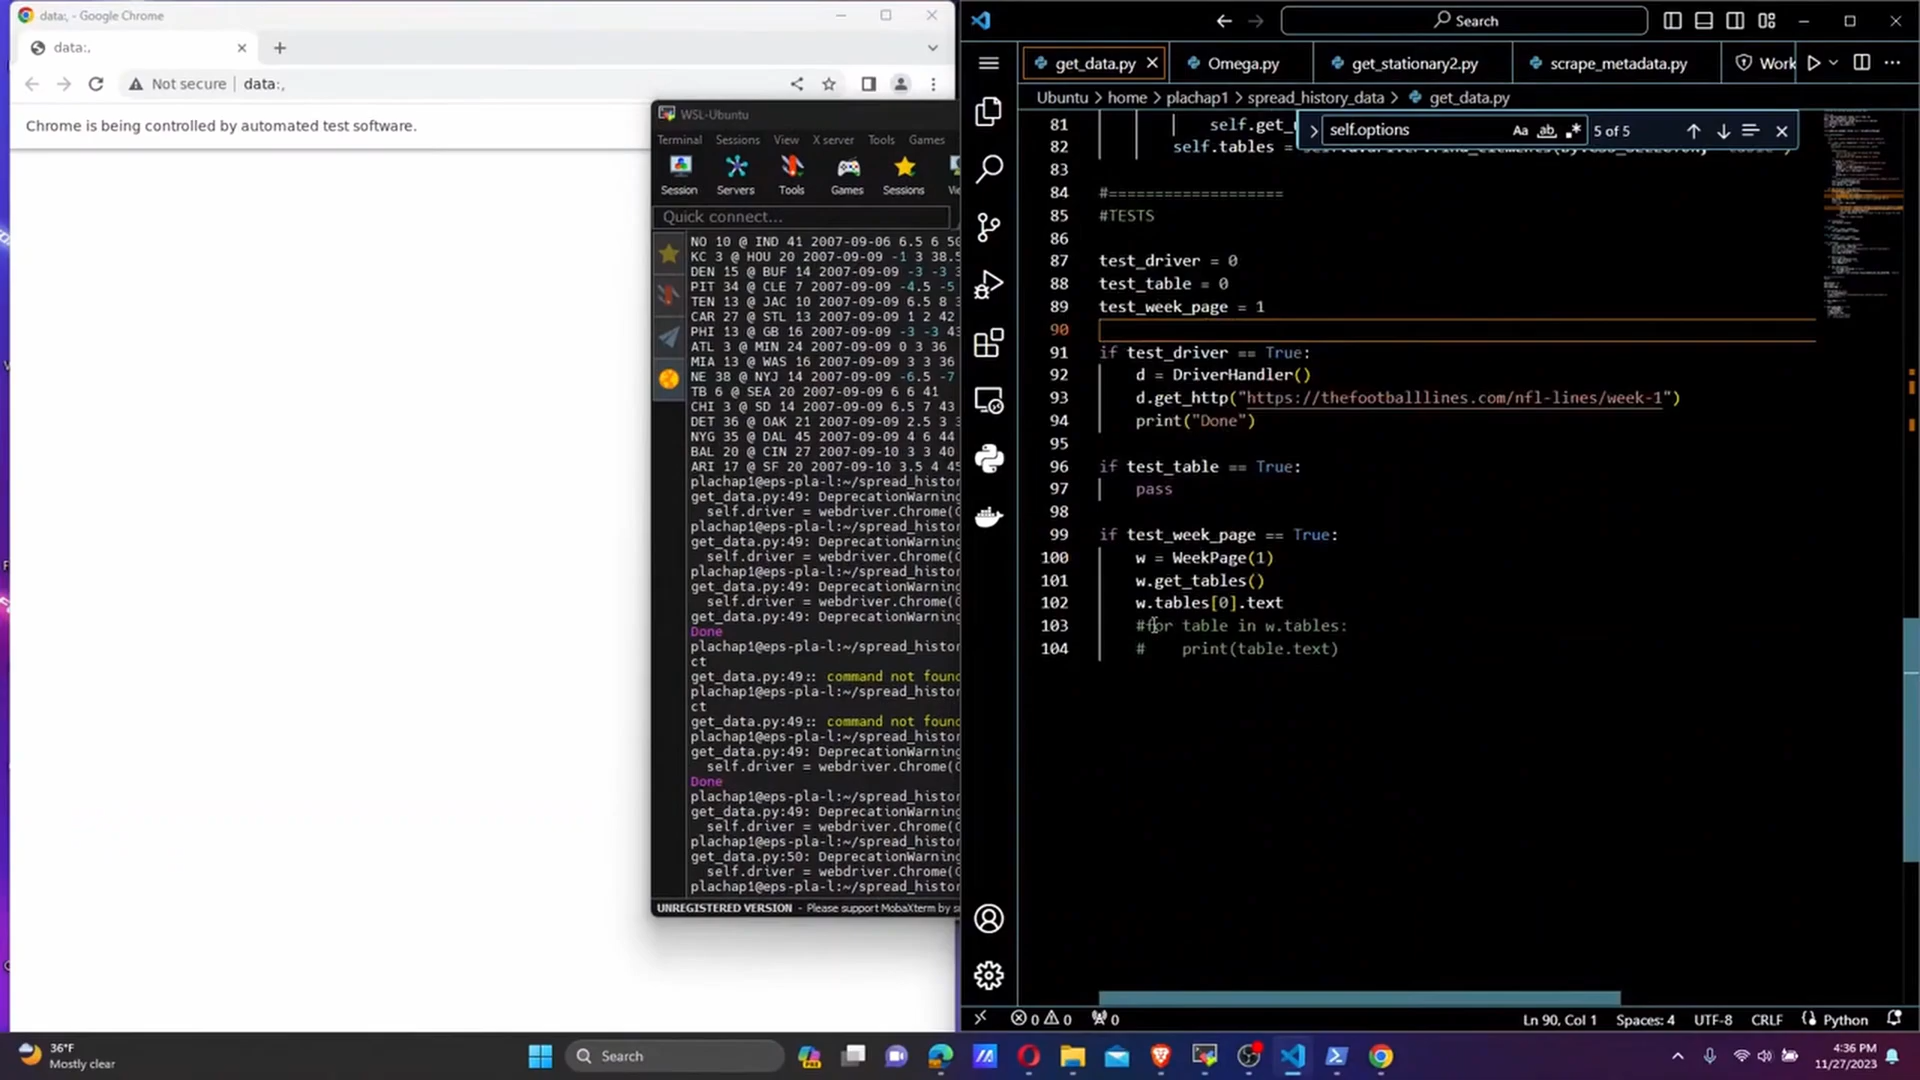 data:, - Google Chrome
data:,
Not secure
data:,
Chrome is being controlled by automated test software.
WSL-Ubuntu
Terminal Sessions View X server Tools Games
Session Servers Tools Games Sessions
Quick connect...
NO 10 @ IND 41 2007-09-06 6.5 6 50
KC 3 @ HOU 20 2007-09-09 -1 3 38.5
DEN 15 @ BUF 14 2007-09-09 -3 -3
PIT 34 @ CLE 7 2007-09-09 -4.5 -5
TEN 13 @ JAC 10 2007-09-09 6.5 8 3
CAR 27 @ STL 13 2007-09-09 1 2 42
PHI 13 @ GB 16 2007-09-09 -3 -3 43
ATL 3 @ MIN 24 2007-09-09 0 3 36
MIA 13 @ WAS 16 2007-09-09 3 3 36
NE 38 @ NYJ 14 2007-09-09 -6.5 -7
TB 6 @ SEA 20 2007-09-09 6 6 41
CHI 3 @ SD 14 2007-09-09 6.5 7 43
DET 36 @ OAK 21 2007-09-09 2.5 3 3
NYG 35 @ DAL 45 2007-09-09 4 6 44
BAL 20 @ CIN 27 2007-09-10 3 3 40
ARI 17 @ SF 20 2007-09-10 3.5 4 45
plachap1@eps-pla-l:~/spread_histor
get_data.py:49: DeprecationWarning
self.driver = webdriver.Chrome(
plachap1@eps-pla-l:~/spread_histor
get_data.py:49: DeprecationWarning
self.driver = webdriver.Chrome(
plachap1@eps-pla-l:~/spread_histor
get_data.py:49: DeprecationWarning
self.driver = webdriver.Chrome(
get_data.py:49: DeprecationWarning
Done
plachap1@eps-pla-l:~/spread_histor
ct
get_data.py:49:: command not found
plachap1@eps-pla-l:~/spread_histor
ct
get_data.py:49:: command not found
plachap1@eps-pla-l:~/spread_histor
get_data.py:49: DeprecationWarning
self.driver = webdriver.Chrome(
Done
plachap1@eps-pla-l:~/spread_histor
get_data.py:49: DeprecationWarning
self.driver = webdriver.Chrome(
plachap1@eps-pla-l:~/spread_histor
get_data.py:50: DeprecationWarning
self.driver = webdriver.Chrome(
plachap1@eps-pla-l:~/spread_histor
UNREGISTERED VERSION - Please support MobaXterm by
Search
get_data.py Omega.py get_stationary2.py scrape_metadata.py Work
Ubuntu > home > plachap1 > spread_history_data > get_data.py
self.options Aa ab 5 of 5
81 self.get_
82 self.tables =
83
84 #==================
85 #TESTS
86
87 test_driver = 0
88 test_table = 0
89 test_week_page = 1
90
91 if test_driver == True:
92 d = DriverHandler()
93 d.get_http("https://thefootballlines.com/nfl-lines/week-1")
94 print("Done")
95
96 if test_table == True:
97 pass
98
99 if test_week_page == True:
100 w = WeekPage(1)
101 w.get_tables()
102 w.tables[0].text
103 #for table in w.tables:
104 # print(table.text)
0 0 0
Ln 90, Col 1 Spaces: 4 UTF-8 CRLF Python
36°F
Mostly clear
Search
4:36 PM
11/27/2023